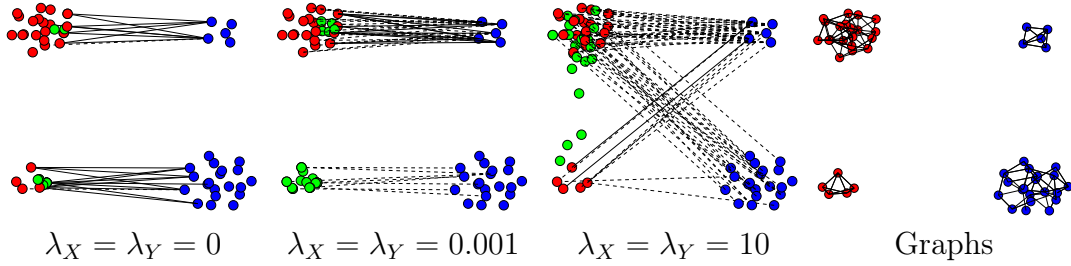 λ_X = λ_Y = 0 λ_X = λ_Y = 0.001 λ_X = λ_Y = 10 Graphs